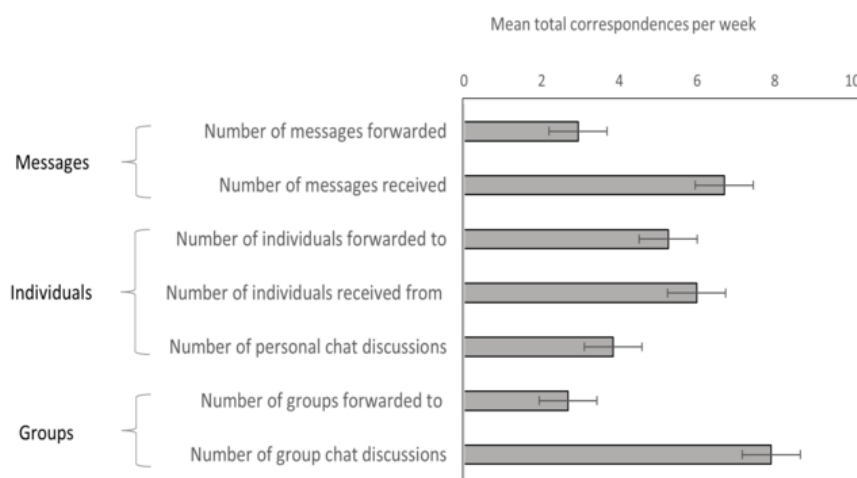 Mean total correspondences per week
0 2 4 6 8 10
Number of messages forwarded
Messages
Number of messages received
Number of individuals forwarded to
Individuals
Number of individuals received from
Number of personal chat discussions
Number of groups forwarded to
Groups
Number of group chat discussions